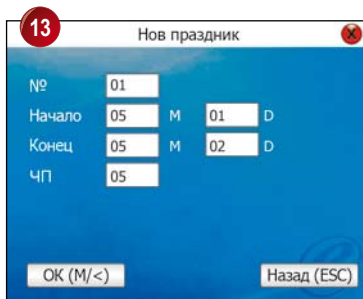 13
Нов праздник X
№ 01
Начало 05 M 01 D
Конец 05 M 02 D
ЧП 05
OK (M/<) Назад (ESC)